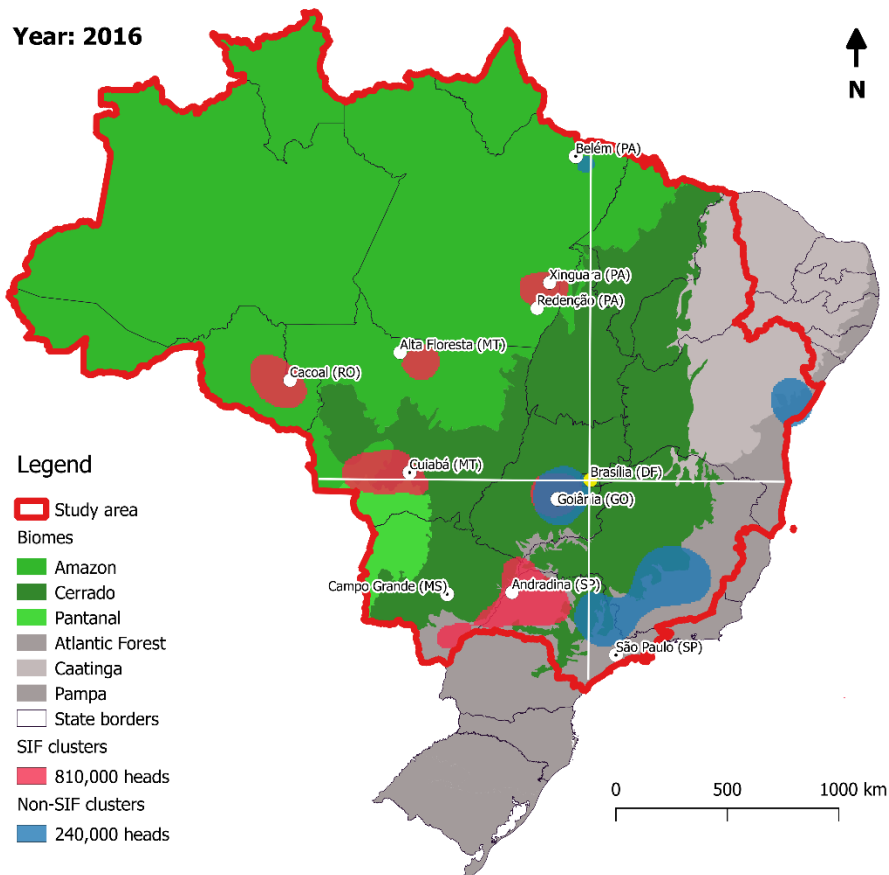 Year: 2016
N
Belém (PA)
Xinguara (PA)
Redenção (PA)
Alta Floresta (MT)
Cacoal (RO)
Cuiabá (MT)
Brasília (DF)
Goiânia (GO)
Campo Grande (MS)
Andradina (SP)
São Paulo (SP)
Legend
Study area
Biomes
Amazon
Cerrado
Pantanal
Atlantic Forest
Caatinga
Pampa
State borders
SIF clusters
810,000 heads
Non-SIF clusters
240,000 heads
0 500 1000 km